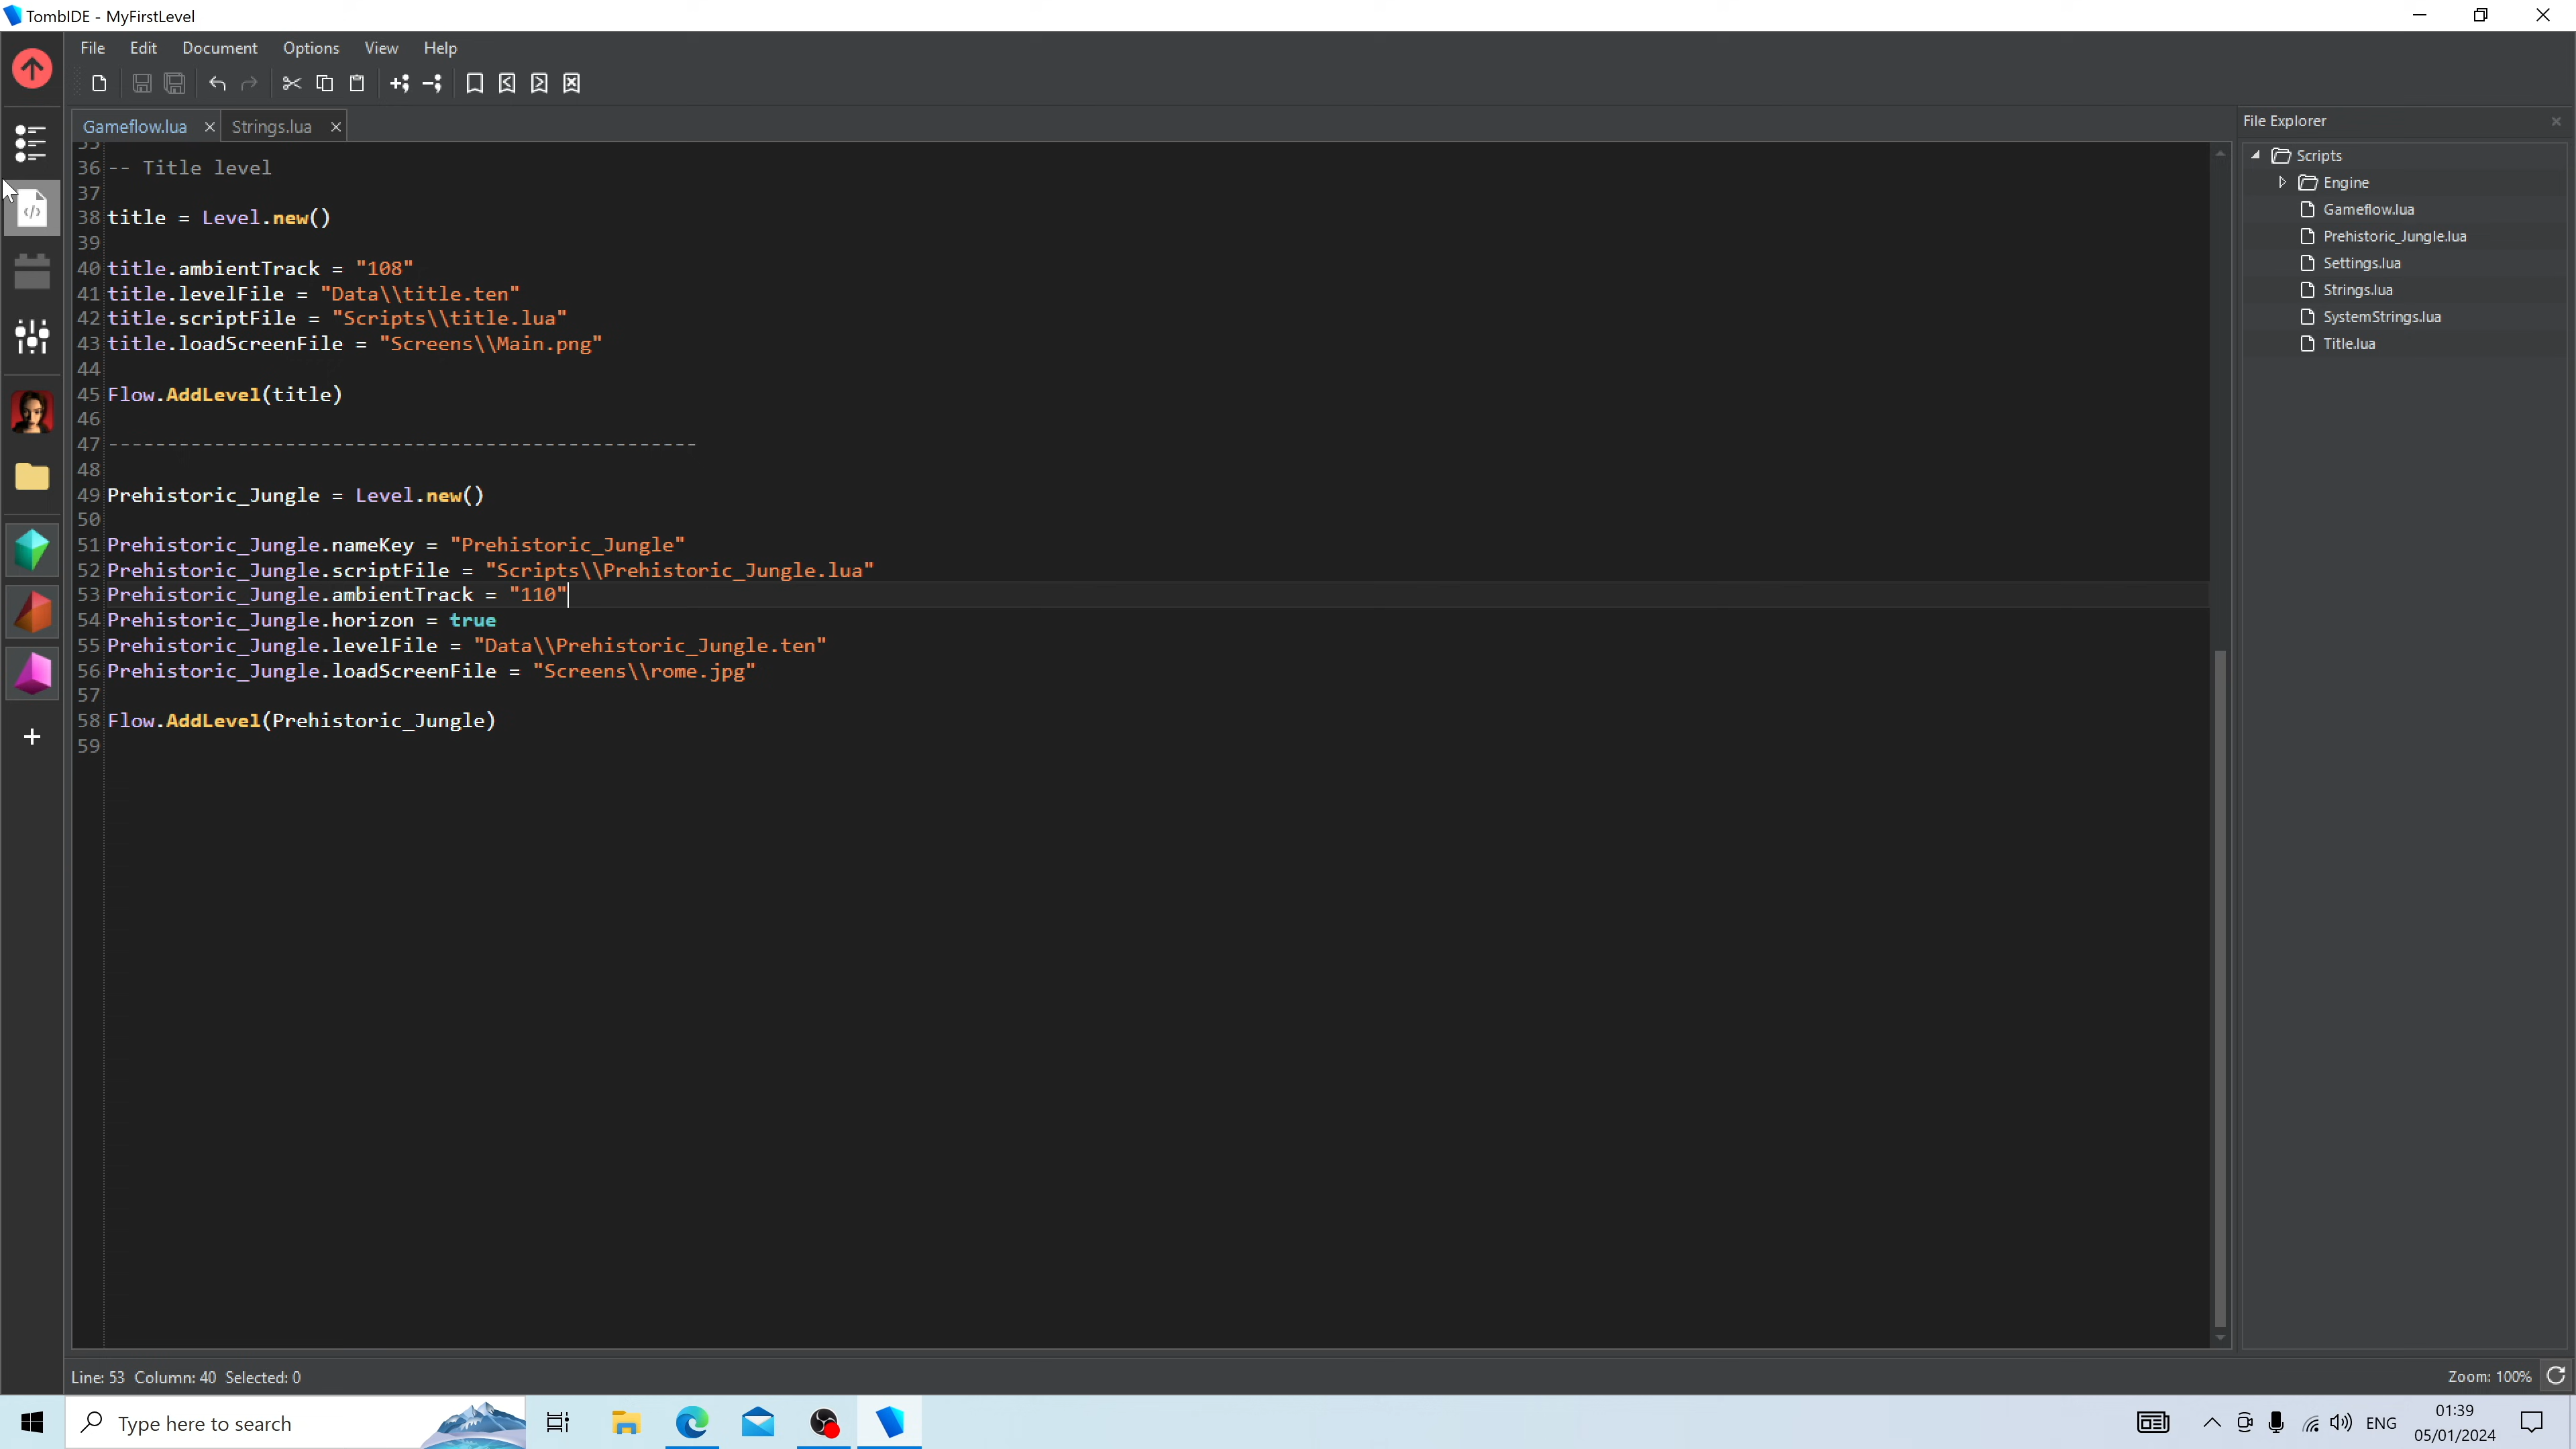 TombIDE - MyFirstLevel
File Edit Document Options View Help
Gameflow.lua Strings.lua
File Explorer
Scripts
Engine
Gameflow.lua
Prehistoric_Jungle.lua
Settings.lua
Strings.lua
SystemStrings.lua
Title.lua
35
36 -- Title level
37
38 title = Level.new()
39
40 title.ambientTrack = "108"
41 title.levelFile = "Data\\title.ten"
42 title.scriptFile = "Scripts\\title.lua"
43 title.loadScreenFile = "Screens\\Main.png"
44
45 Flow.AddLevel(title)
46
47 --------------------------------------------------
48
49 Prehistoric_Jungle = Level.new()
50
51 Prehistoric_Jungle.nameKey = "Prehistoric_Jungle"
52 Prehistoric_Jungle.scriptFile = "Scripts\\Prehistoric_Jungle.lua"
53 Prehistoric_Jungle.ambientTrack = "110"
54 Prehistoric_Jungle.horizon = true
55 Prehistoric_Jungle.levelFile = "Data\\Prehistoric_Jungle.ten"
56 Prehistoric_Jungle.loadScreenFile = "Screens\\rome.jpg"
57
58 Flow.AddLevel(Prehistoric_Jungle)
59
Line: 53 Column: 40 Selected: 0
Zoom: 100%
Type here to search
ENG
01:39
05/01/2024